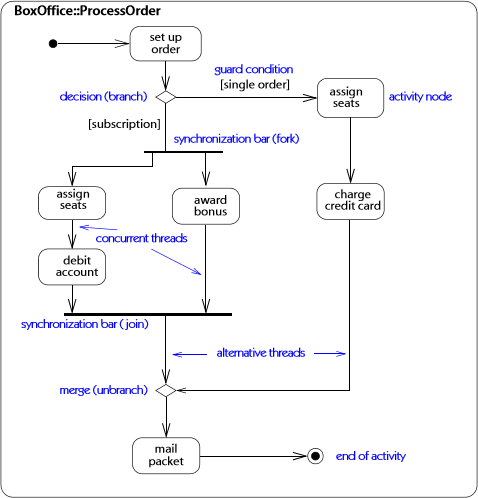 BoxOffice::ProcessOrder
set up
order
guard condition
[single order]
decision (branch)
assign
seats
activity node
[subscription]
synchronization bar (fork)
assign
seats
award
bonus
charge
credit card
concurrent threads
debit
account
synchronization bar (join)
alternative threads
merge (unbranch)
mail
packet
end of activity